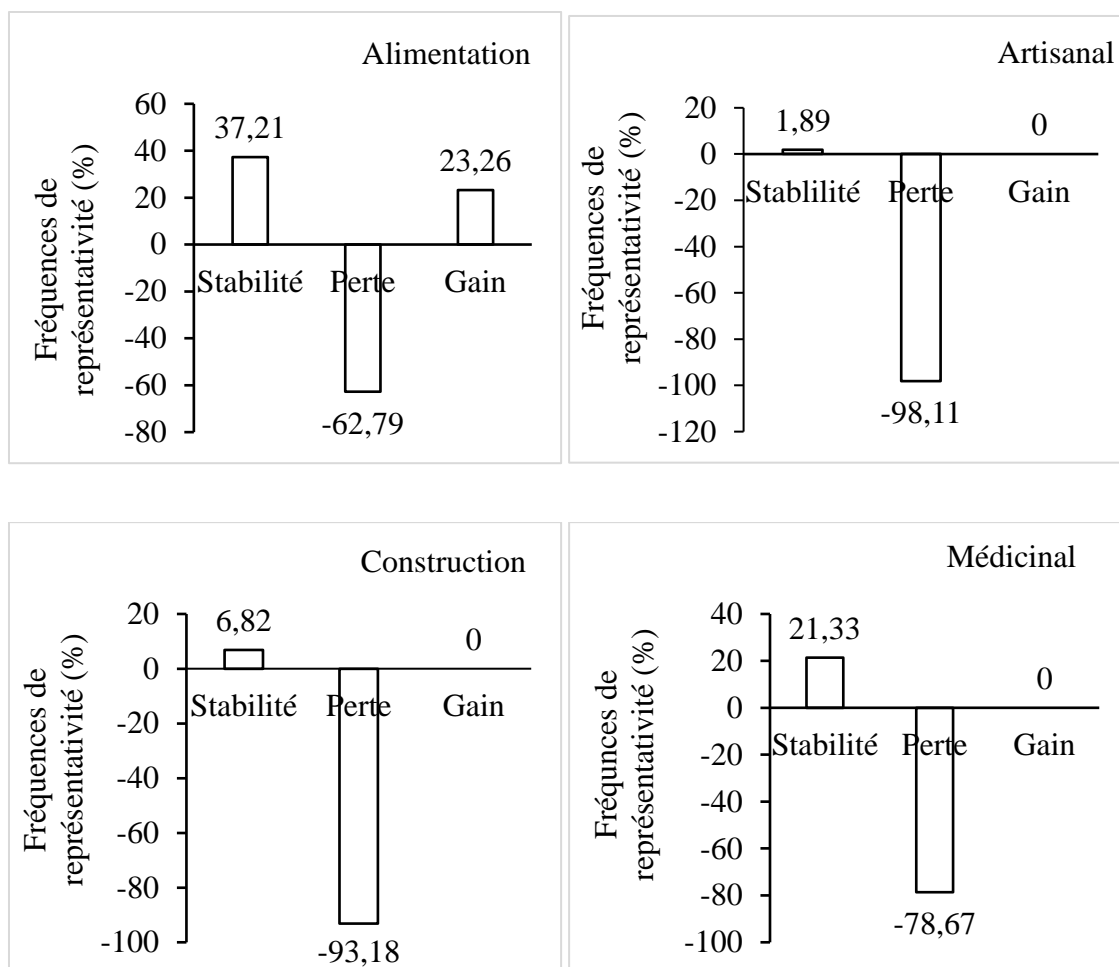 Alimentation
Fréquences de
représentativité (%)
60
40
20
0
-20
-40
-60
-80
37,21
23,26
Stabilité Perte Gain
-62,79
Artisanal
Fréquences de
représentativité (%)
20
0
-20
-40
-60
-80
-100
-120
1,89
0
Stablilité Perte Gain
-98,11
Construction
Fréquences de
représentativité (%)
20
0
-20
-40
-60
-80
-100
6,82
0
Stabilité Perte Gain
-93,18
Médicinal
Fréqunces de
représentativité (%)
40
20
0
-20
-40
-60
-80
-100
21,33
0
Stabilité Perte Gain
-78,67